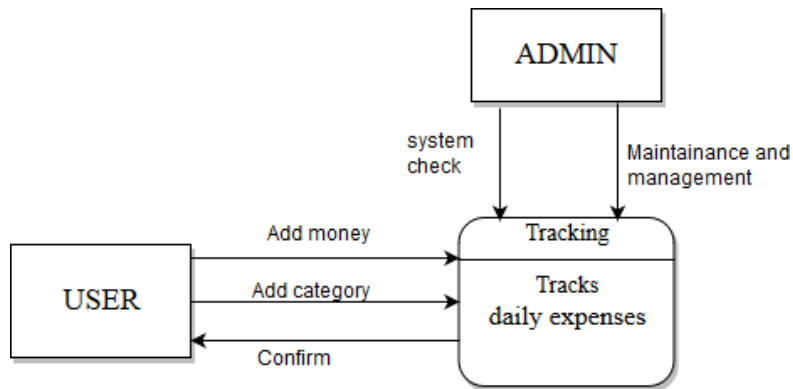 ADMIN
system
check
Maintainance and
management
Add money
Tracking
USER
Add category
Tracks
daily expenses
Confirm